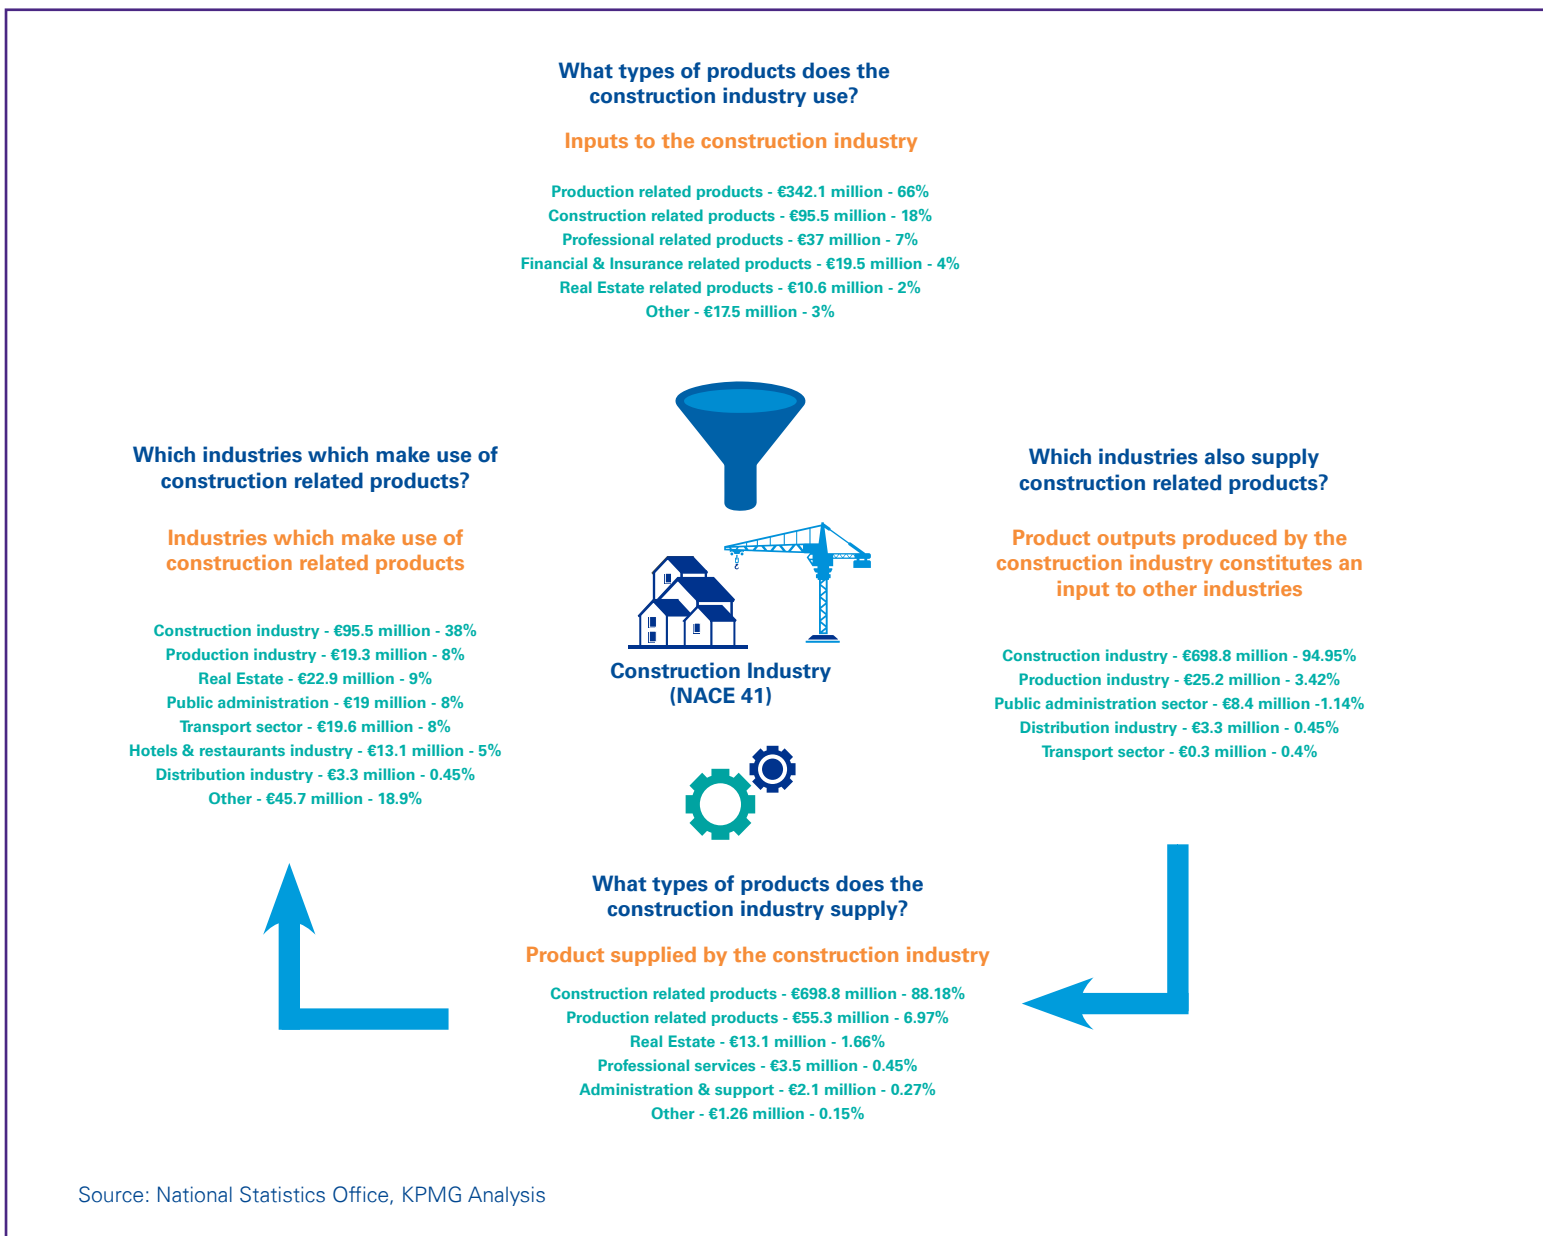 What types of products does the
construction industry use?
Inputs to the construction industry
Production related products - €342.1 million - 66%
Construction related products - €95.5 million - 18%
Professional related products - €37 million - 7%
Financial & Insurance related products - €19.5 million - 4%
Real Estate related products - €10.6 million - 2%
Other - €17.5 million - 3%
Which industries which make use of
construction related products?
Industries which make use of
construction related products
Construction industry - €95.5 million - 38%
Production industry - €19.3 million - 8%
Real Estate - €22.9 million - 9%
Public administration - €19 million - 8%
Transport sector - €19.6 million - 8%
Hotels & restaurants industry - €13.1 million - 5%
Distribution industry - €3.3 million - 0.45%
Other - €45.7 million - 18.9%
Construction Industry
(NACE 41)
Which industries also supply
construction related products?
Product outputs produced by the
construction industry constitutes an
input to other industries
Construction industry - €698.8 million - 94.95%
Production industry - €25.2 million - 3.42%
Public administration sector - €8.4 million -1.14%
Distribution industry - €3.3 million - 0.45%
Transport sector - €0.3 million - 0.4%
What types of products does the
construction industry supply?
Product supplied by the construction industry
Construction related products - €698.8 million - 88.18%
Production related products - €55.3 million - 6.97%
Real Estate - €13.1 million - 1.66%
Professional services - €3.5 million - 0.45%
Administration & support - €2.1 million - 0.27%
Other - €1.26 million - 0.15%
Source: National Statistics Office, KPMG Analysis